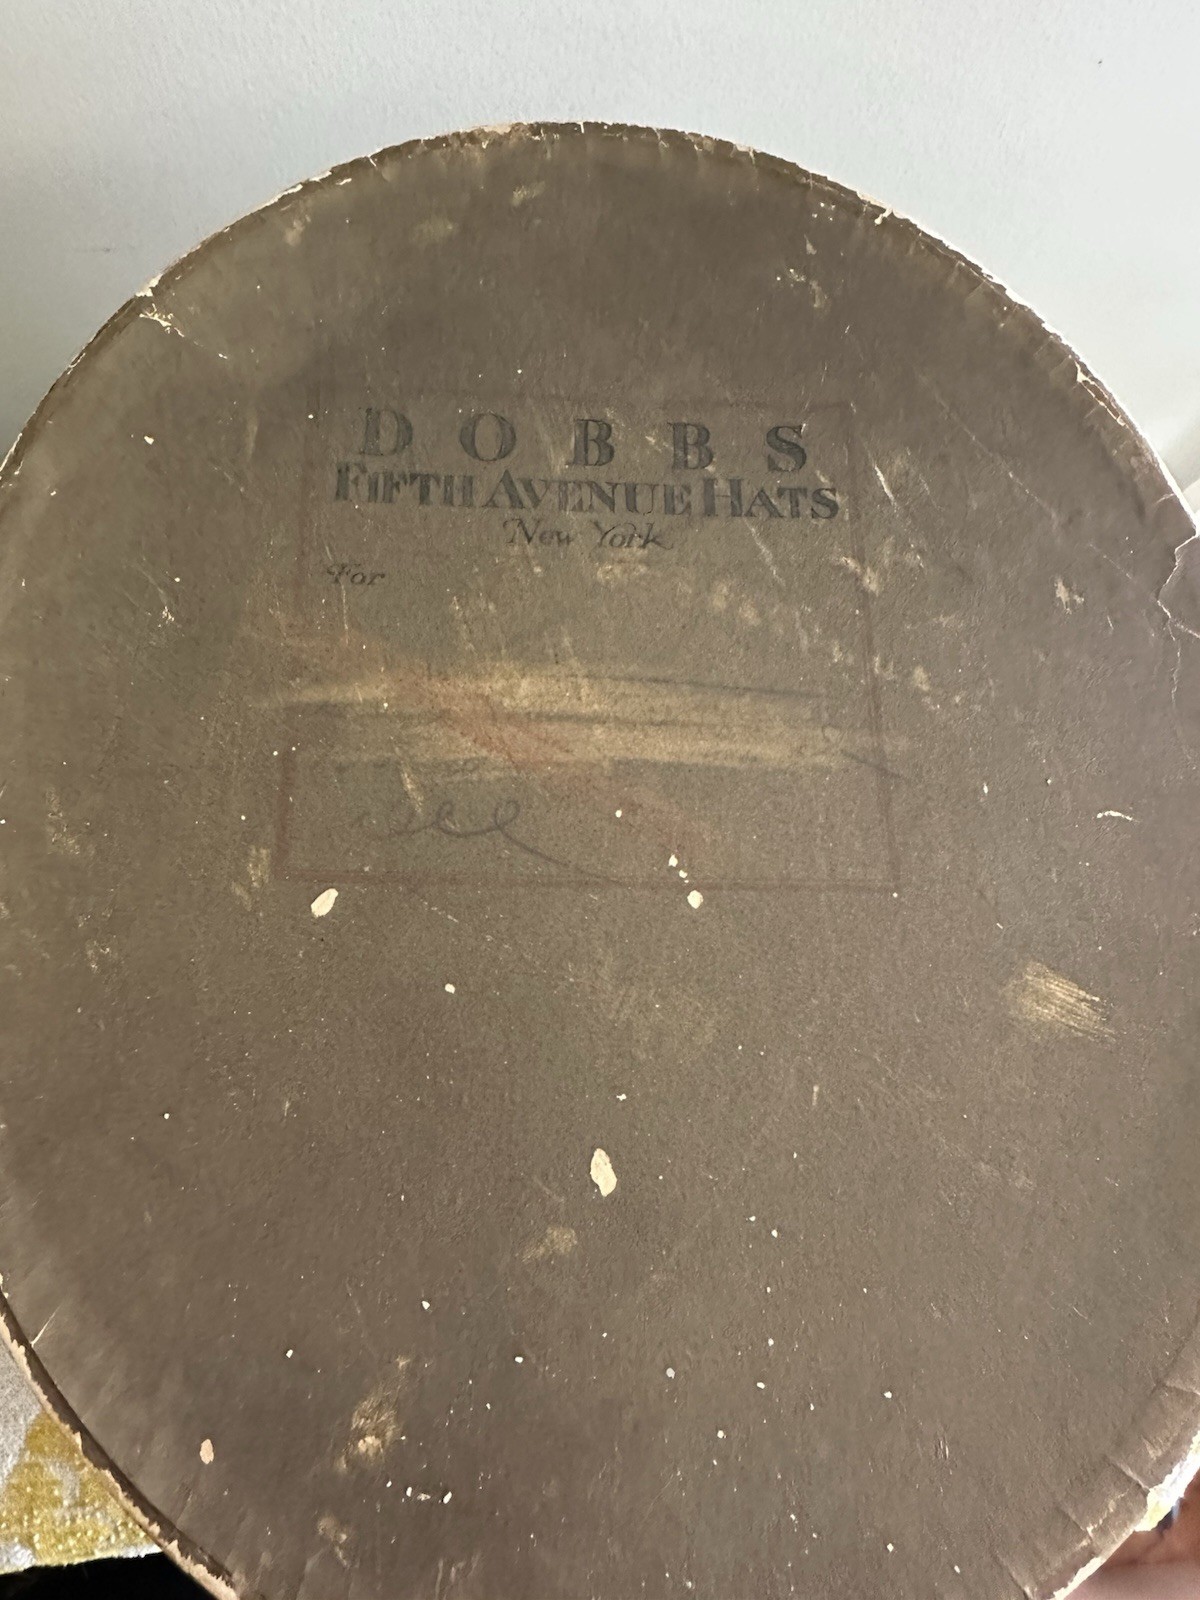 DOBBS
FIFTH AVENUE HATS
New York
For